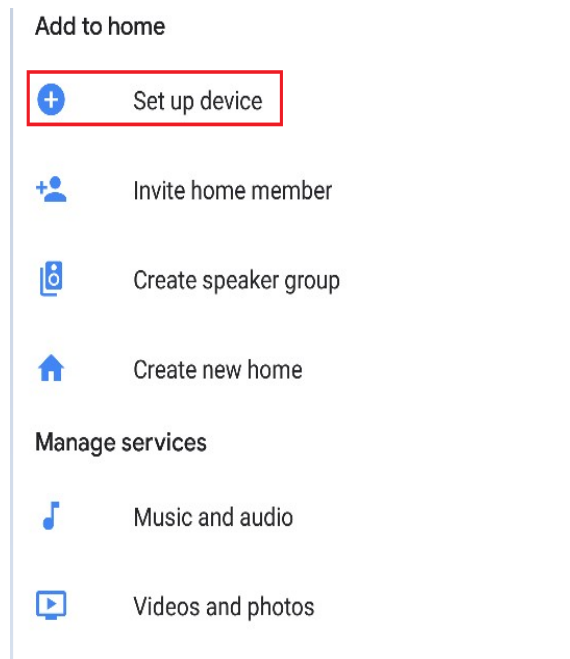 Add to home
Set up device
Invite home member
Create speaker group
Create new home
Manage services
Music and audio
Videos and photos